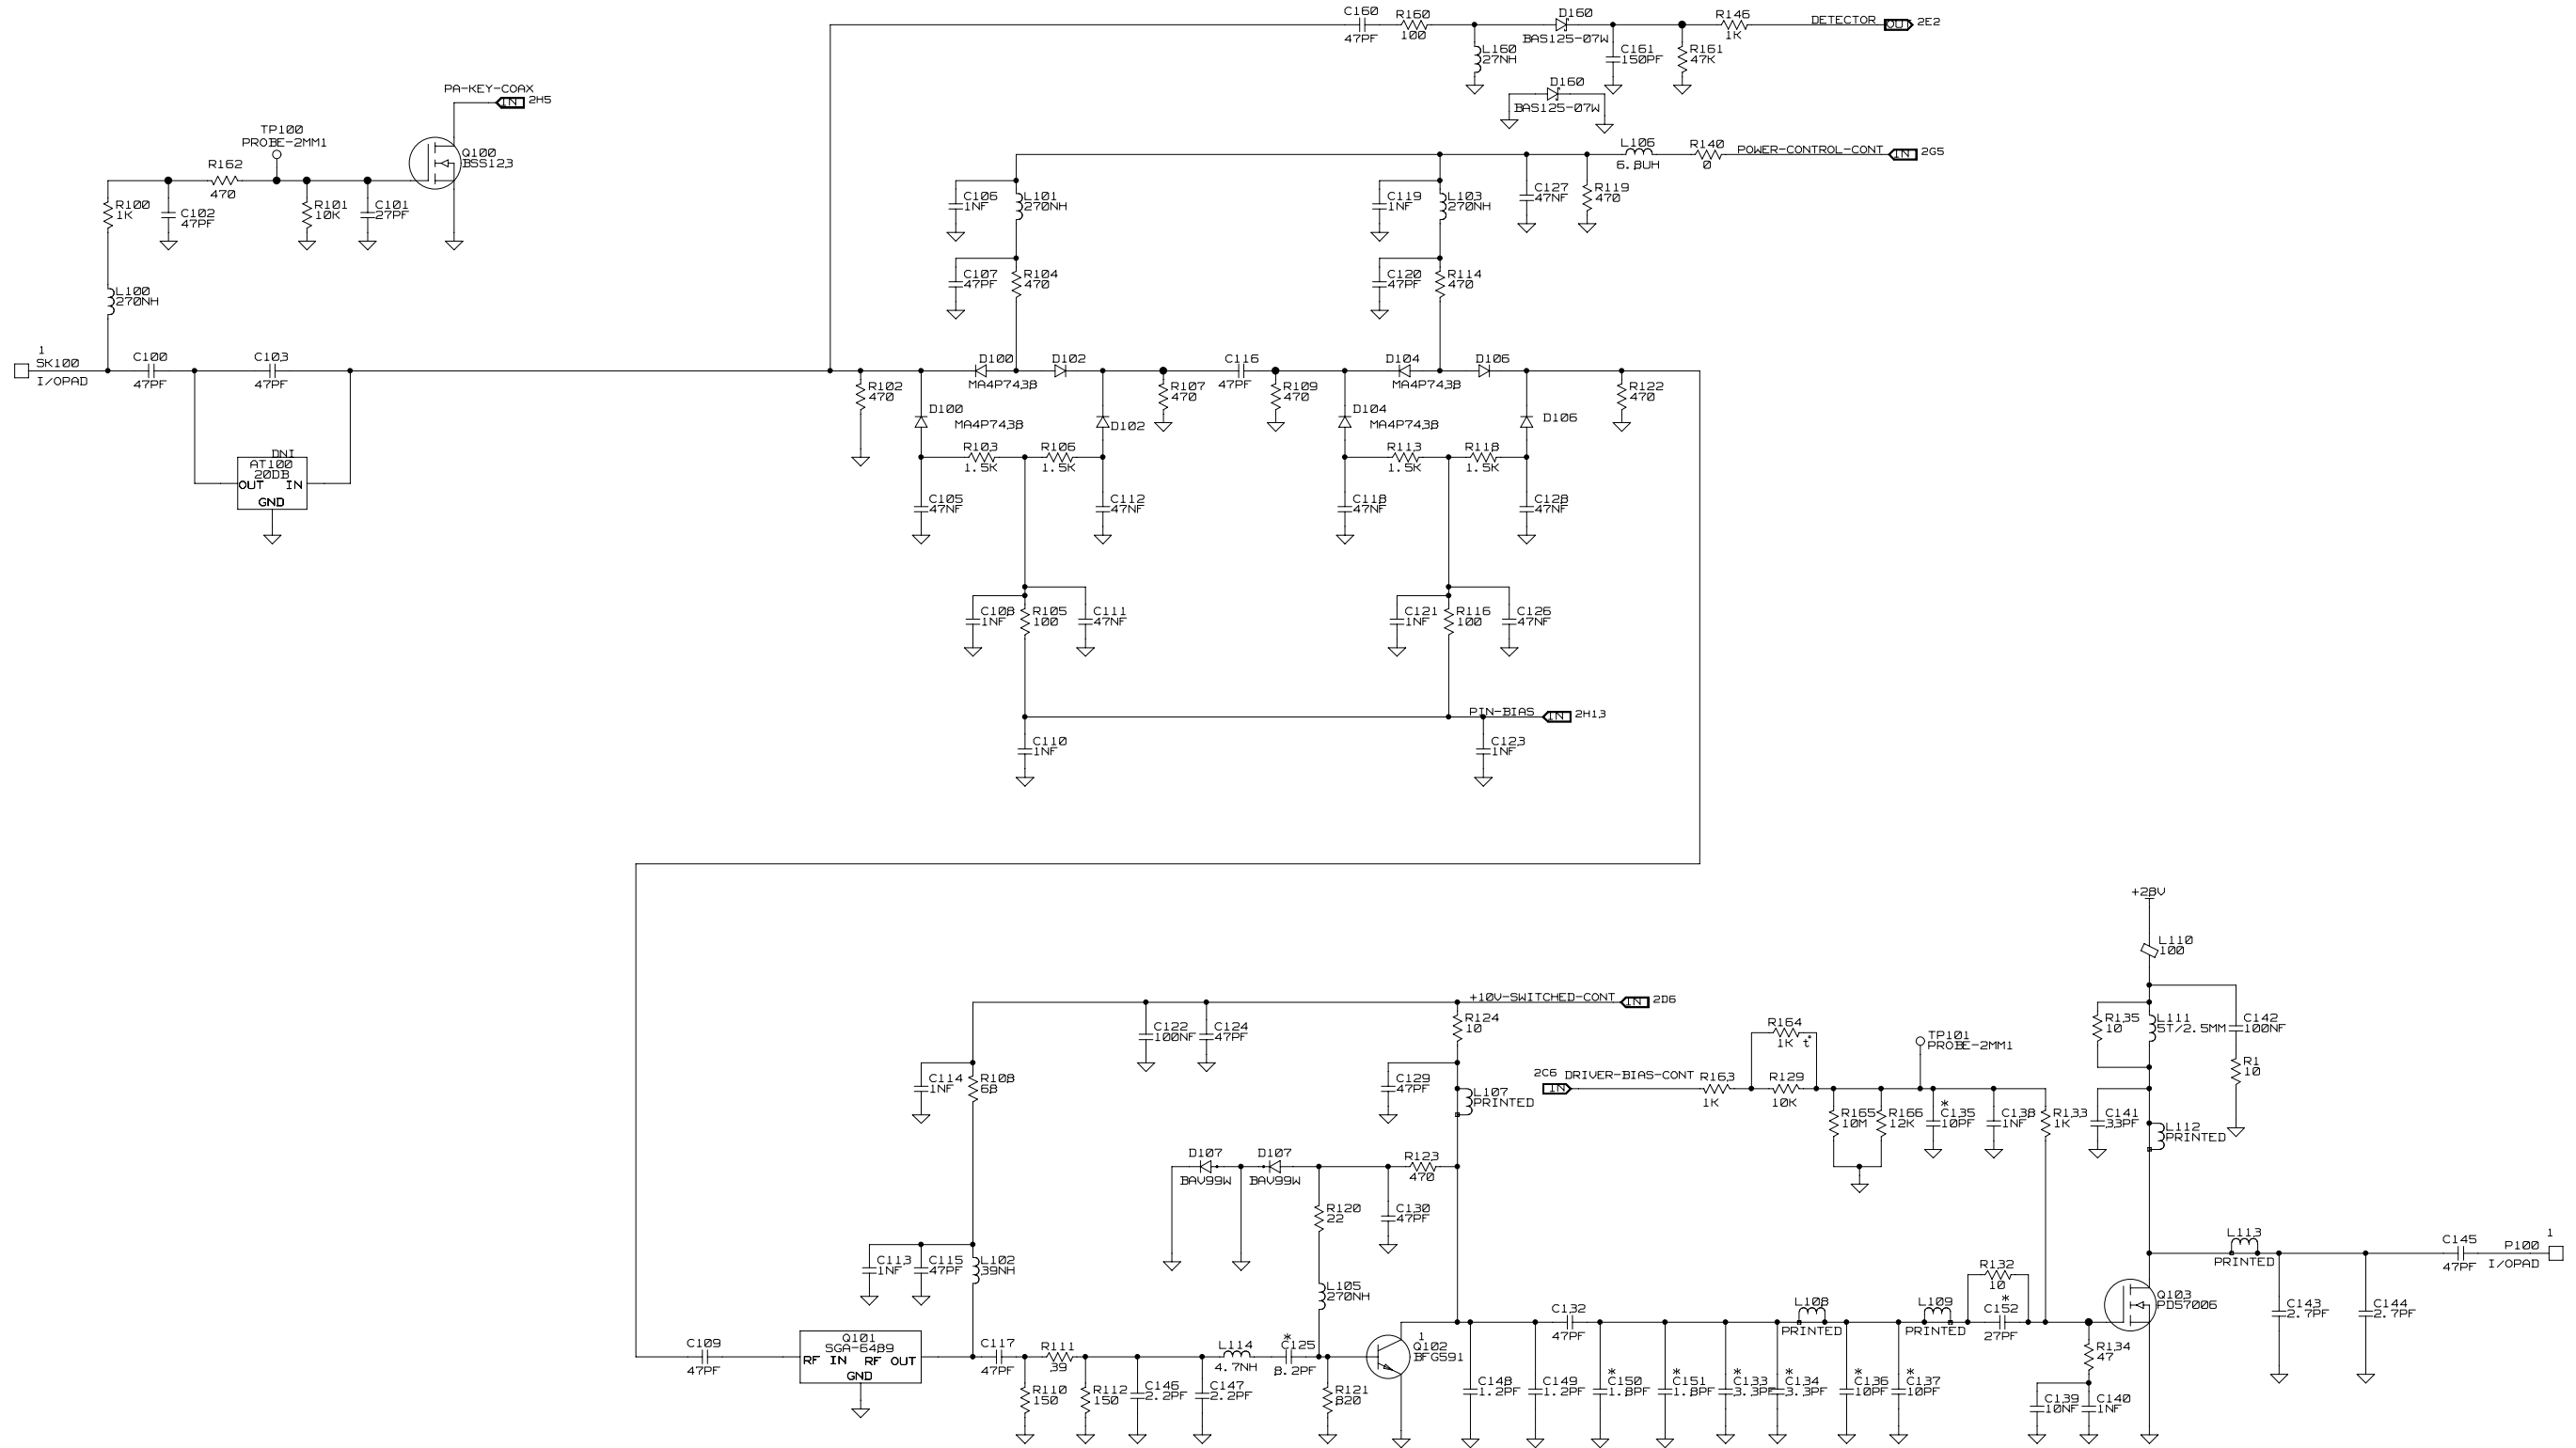 C160
47PF
R160
100
L160
27NH
D160
BAS125-07W
C161
150PF
R161
47K
R146
1K
DETECTOR
OUT
2E2
D160
BAS125-07W
PA-KEY-COAX
IN
2H5
TP100
PROBE-2MM1
R162
470
Q100
BSS123
R100
1K
C102
47PF
R101
10K
C101
27PF
L100
270NH
1
SK100
I/OPAD
C100
47PF
C103
47PF
DNI
AT100
20DB
OUT IN
GND
L106
6.8UH
R140
0
POWER-CONTROL-CONT
IN
2G5
C106
1NF
L101
270NH
C119
1NF
L103
270NH
C127
47NF
R119
470
C107
47PF
R104
470
C120
47PF
R114
470
D100
MA4P7438
D102
C116
47PF
D104
MA4P7438
D106
R102
470
R107
470
R109
470
R122
470
D100
MA4P7438
D102
D104
MA4P7438
D106
R103
1.5K
R106
1.5K
R113
1.5K
R118
1.5K
C105
47NF
C112
47NF
C118
47NF
C128
47NF
C108
1NF
R105
100
C111
47NF
C121
1NF
R116
100
C126
47NF
PIN-BIAS
IN
2H13
C110
1NF
C123
1NF
+28V
L110
100
+10V-SWITCHED-CONT
IN
2D6
C122
100NF
C124
47PF
R124
10
R164
1K t°
TP101
PROBE-2MM1
R135
10
L111
5T/2.5MM
C142
100NF
R1
10
C114
1NF
R108
68
C129
47PF
L107
PRINTED
2C6
IN
DRIVER-BIAS-CONT
R163
1K
R129
10K
R165
10M
R166
12K
*
C135
10PF
C138
1NF
R133
1K
C141
33PF
L112
PRINTED
D107
BAV99W
D107
BAV99W
R123
470
R120
22
C130
47PF
C113
1NF
C115
47PF
L102
39NH
L105
270NH
L113
PRINTED
C145
47PF
1
P100
I/OPAD
C109
47PF
Q101
SGA-6489
RF IN RF OUT
GND
C117
47PF
R111
39
L114
4.7NH
*
C125
8.2PF
1
Q102
BFG591
C132
47PF
L108
PRINTED
L109
PRINTED
R132
10
*
C152
27PF
Q103
PD57006
C143
2.7PF
C144
2.7PF
R110
150
R112
150
C146
2.2PF
C147
2.2PF
R121
820
C148
1.2PF
C149
1.2PF
*
C150
1.8PF
*
C151
1.8PF
*
C133
3.3PF
*
C134
3.3PF
*
C136
10PF
*
C137
10PF
R134
47
C139
10NF
C140
1NF